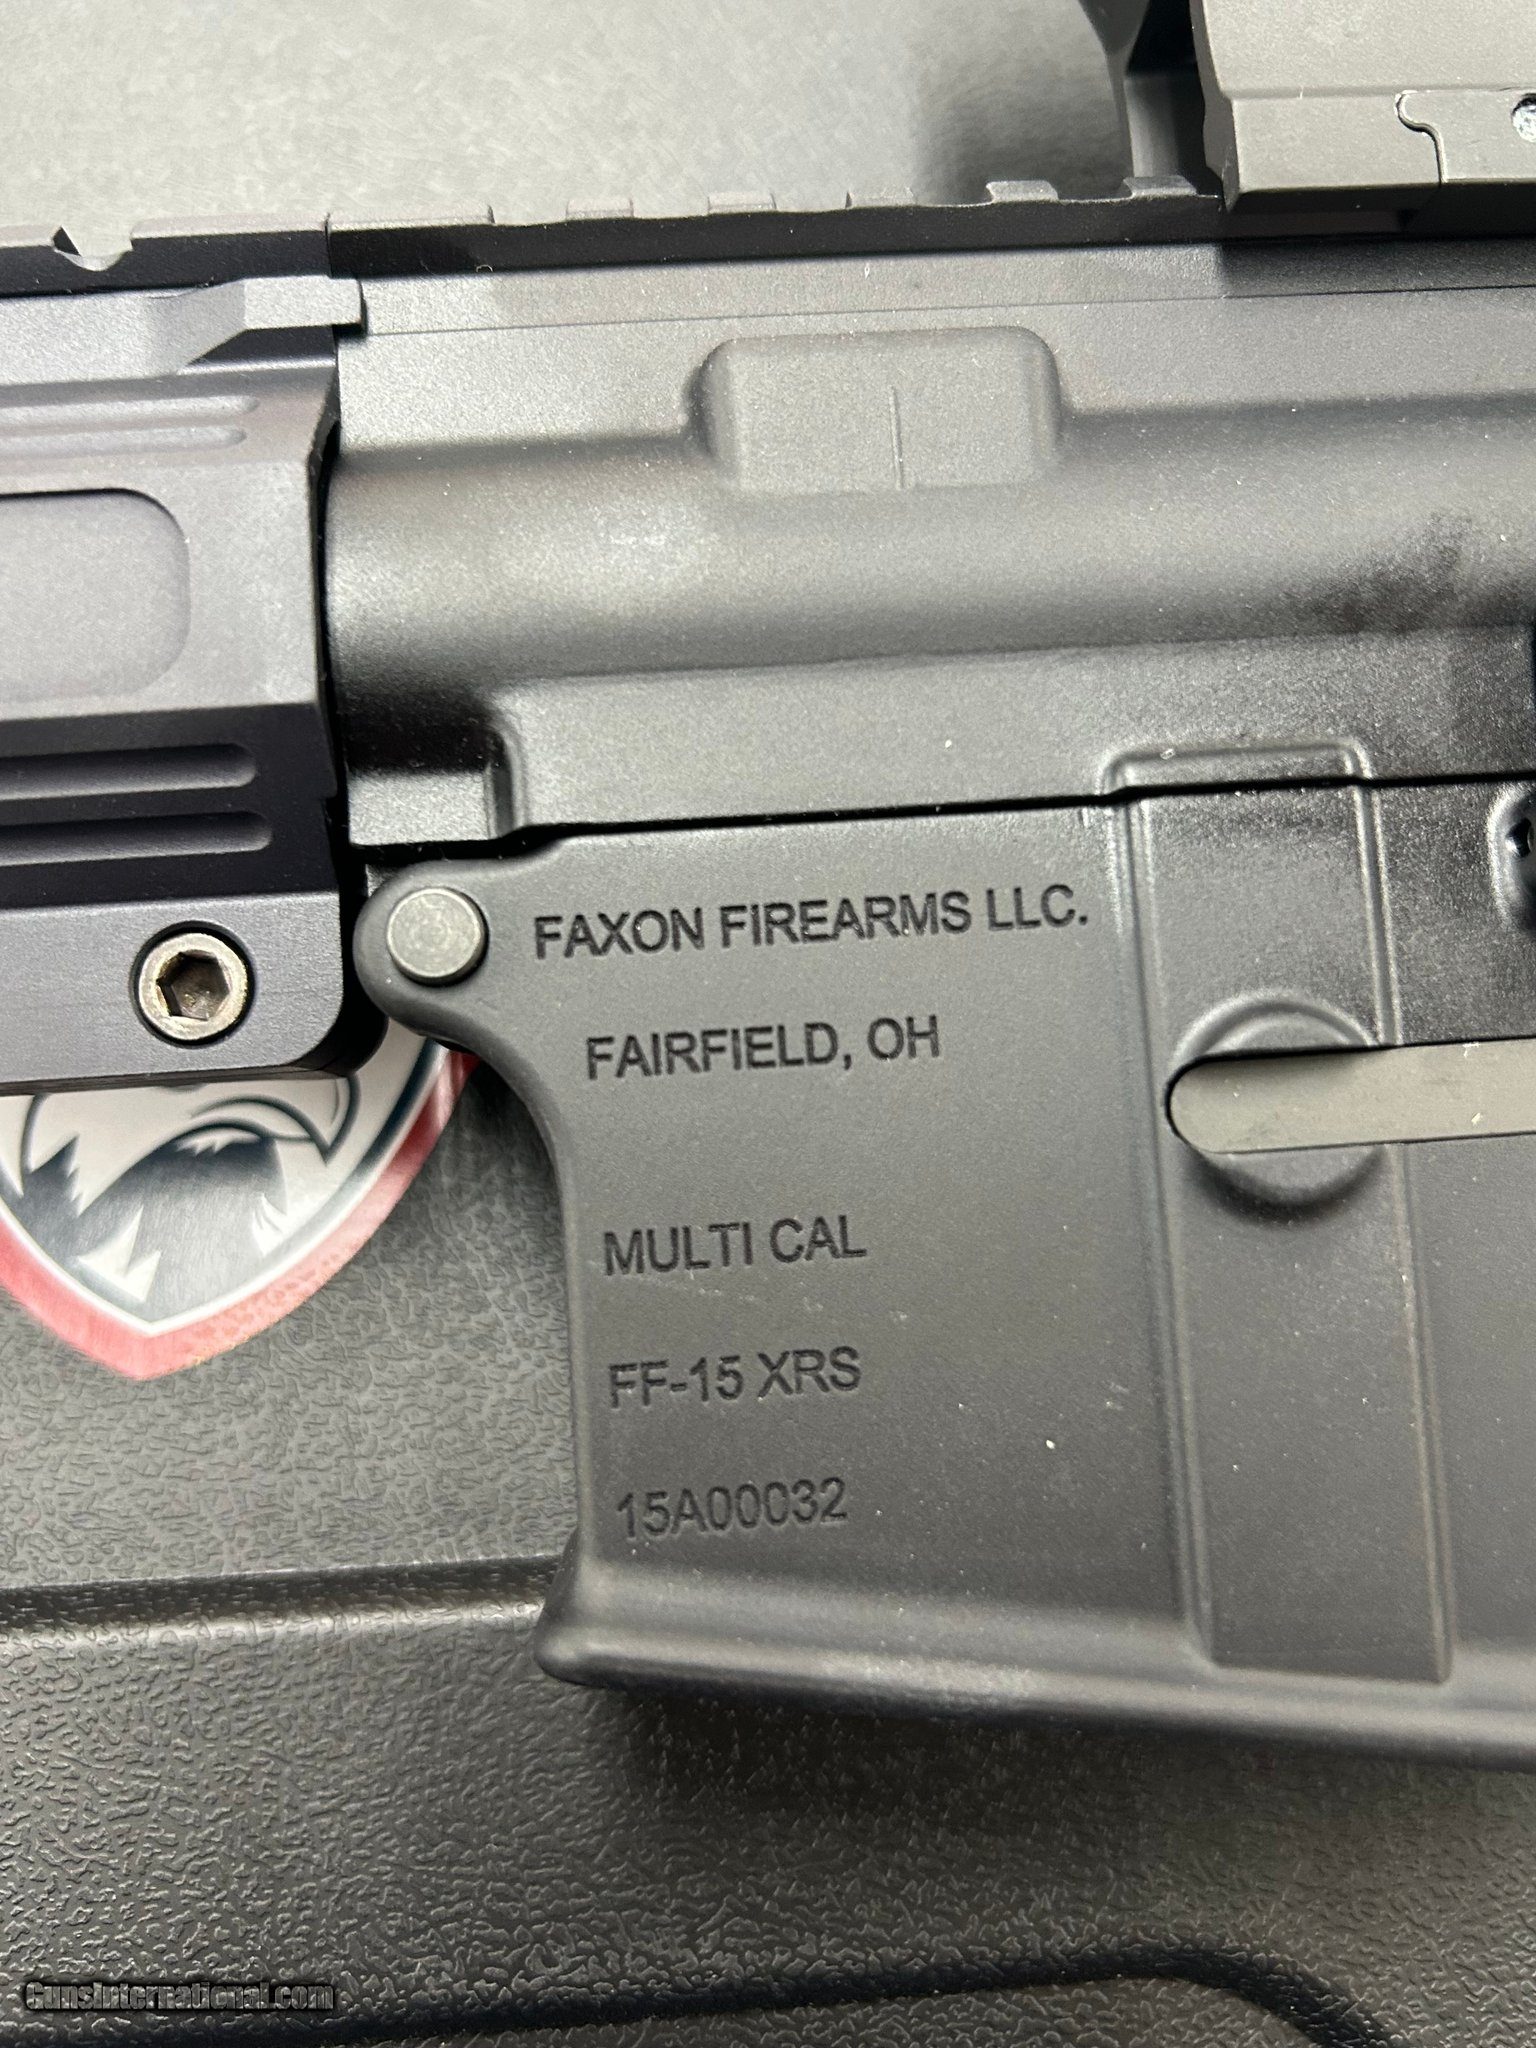 FAXON FIREARMS LLC.
FAIRFIELD, OH
MULTI CAL
FF-15 XRS
15A00032
GunsInternational.com